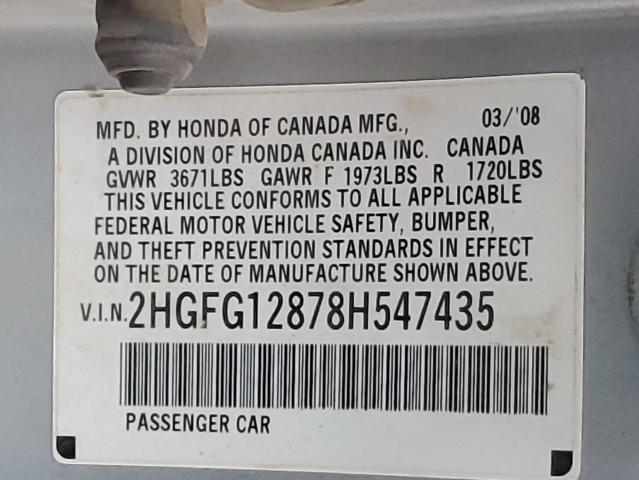 MFD. BY HONDA OF CANADA MFG., 03/'08
A DIVISION OF HONDA CANADA INC. CANADA
GVWR 3671LBS GAWR F 1973LBS R 1720LBS
THIS VEHICLE CONFORMS TO ALL APPLICABLE
FEDERAL MOTOR VEHICLE SAFETY, BUMPER,
AND THEFT PREVENTION STANDARDS IN EFFECT
ON THE DATE OF MANUFACTURE SHOWN ABOVE.
V.I.N. 2HGFG12878H547435
PASSENGER CAR